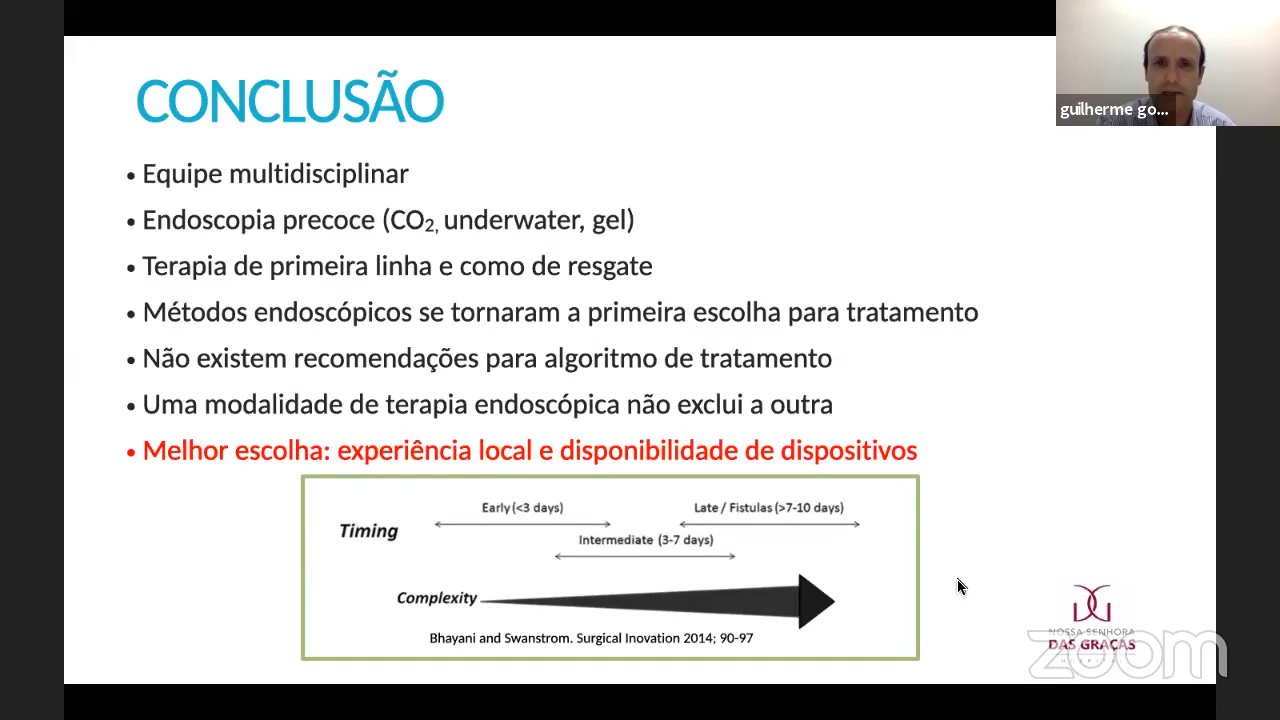 CONCLUSÃO
guilherme go...
• Equipe multidisciplinar
• Endoscopia precoce (CO2, underwater, gel)
• Terapia de primeira linha e como de resgate
• Métodos endoscópicos se tornaram a primeira escolha para tratamento
• Não existem recomendações para algoritmo de tratamento
• Uma modalidade de terapia endoscópica não exclui a outra
• Melhor escolha: experiência local e disponibilidade de dispositivos
Early (<3 days)
Late / Fistulas (>7-10 days)
Timing
Intermediate (3-7 days)
Complexity
Bhayani and Swanstrom. Surgical Inovation 2014; 90-97
NOSSA SENHORA
DAS GRAÇAS
HOSPITAL
zoom